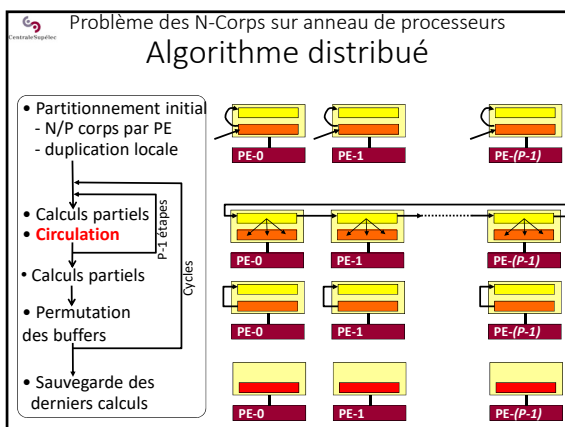 CentraleSupélec
Problème des N-Corps sur anneau de processeurs
Algorithme distribué
• Partitionnement initial
- N/P corps par PE
- duplication locale
• Calculs partiels
• Circulation
P-1 étapes
Cycles
• Calculs partiels
• Permutation
des buffers
• Sauvegarde des
derniers calculs
PE-0 PE-1 PE-(P-1)
PE-0 PE-1 PE-(P-1)
PE-0 PE-1 PE-(P-1)
PE-0 PE-1 PE-(P-1)